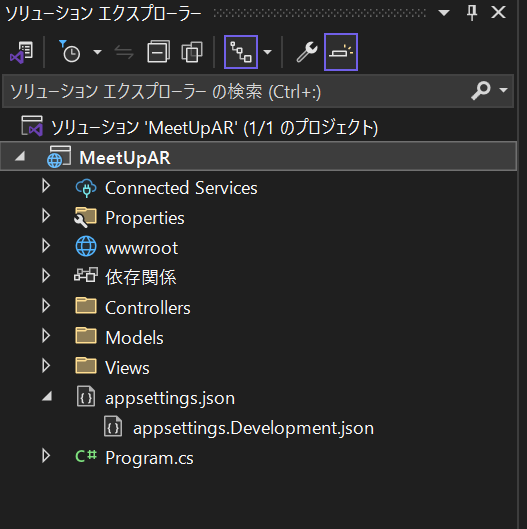 ソリューション エクスプローラー
ソリューション エクスプローラー の検索 (Ctrl+:)
ソリューション 'MeetUpAR' (1/1 のプロジェクト)
MeetUpAR
Connected Services
Properties
wwwroot
依存関係
Controllers
Models
Views
appsettings.json
appsettings.Development.json
C# Program.cs